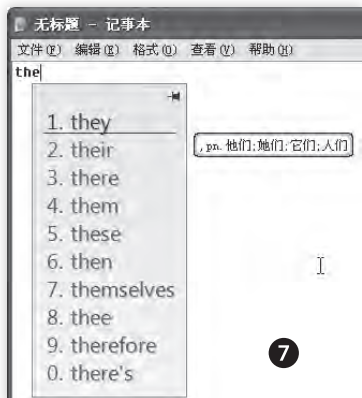 无标题 - 记事本
文件(F) 编辑(E) 格式(O) 查看(V) 帮助(H)
the
1. they
, pn. 他们;她们;它们;人们
2. their
3. there
4. them
5. these
6. then
7. themselves
8. thee
9. therefore
0. there's
7